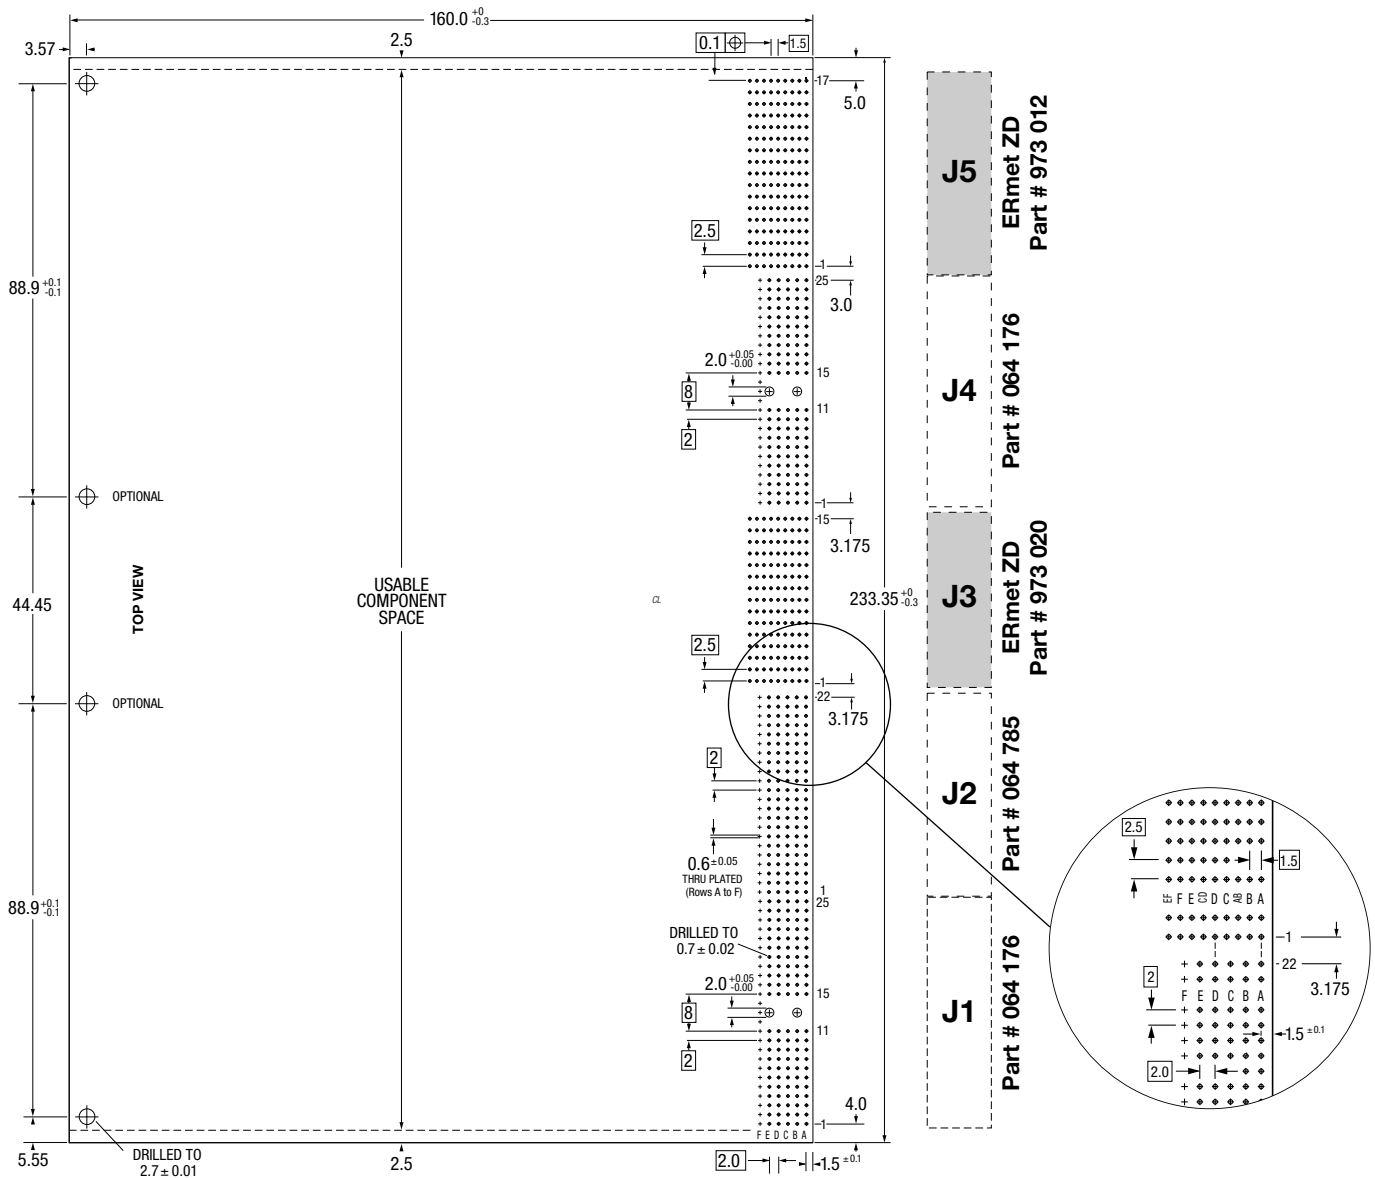 160.0 +0 -0.3
3.57
2.5
0.1 ⌖ 1.5
17
5.0
J5
ERmet ZD
Part # 973 012
2.5
1
25
3.0
88.9 +0.1 -0.1
2.0 +0.05 -0.00
15
8
11
2
J4
Part # 064 176
OPTIONAL
1
15
3.175
44.45
TOP VIEW
USABLE
COMPONENT
SPACE
CL
233.35 +0 -0.3
J3
ERmet ZD
Part # 973 020
2.5
1
22
3.175
OPTIONAL
2
J2
Part # 064 785
0.6 ±0.05
THRU PLATED
(Rows A to F)
1
25
88.9 +0.1 -0.1
DRILLED TO
0.7 ± 0.02
2.0 +0.05 -0.00
15
8
11
2
J1
Part # 064 176
4.0
1
F E D C B A
5.55
DRILLED TO
2.7 ± 0.01
2.5
2.0
1.5 ±0.1
2.5
1.5
EF F E CD D C AB B A
1
22
2
3.175
F E D C B A
1.5 ±0.1
2.0